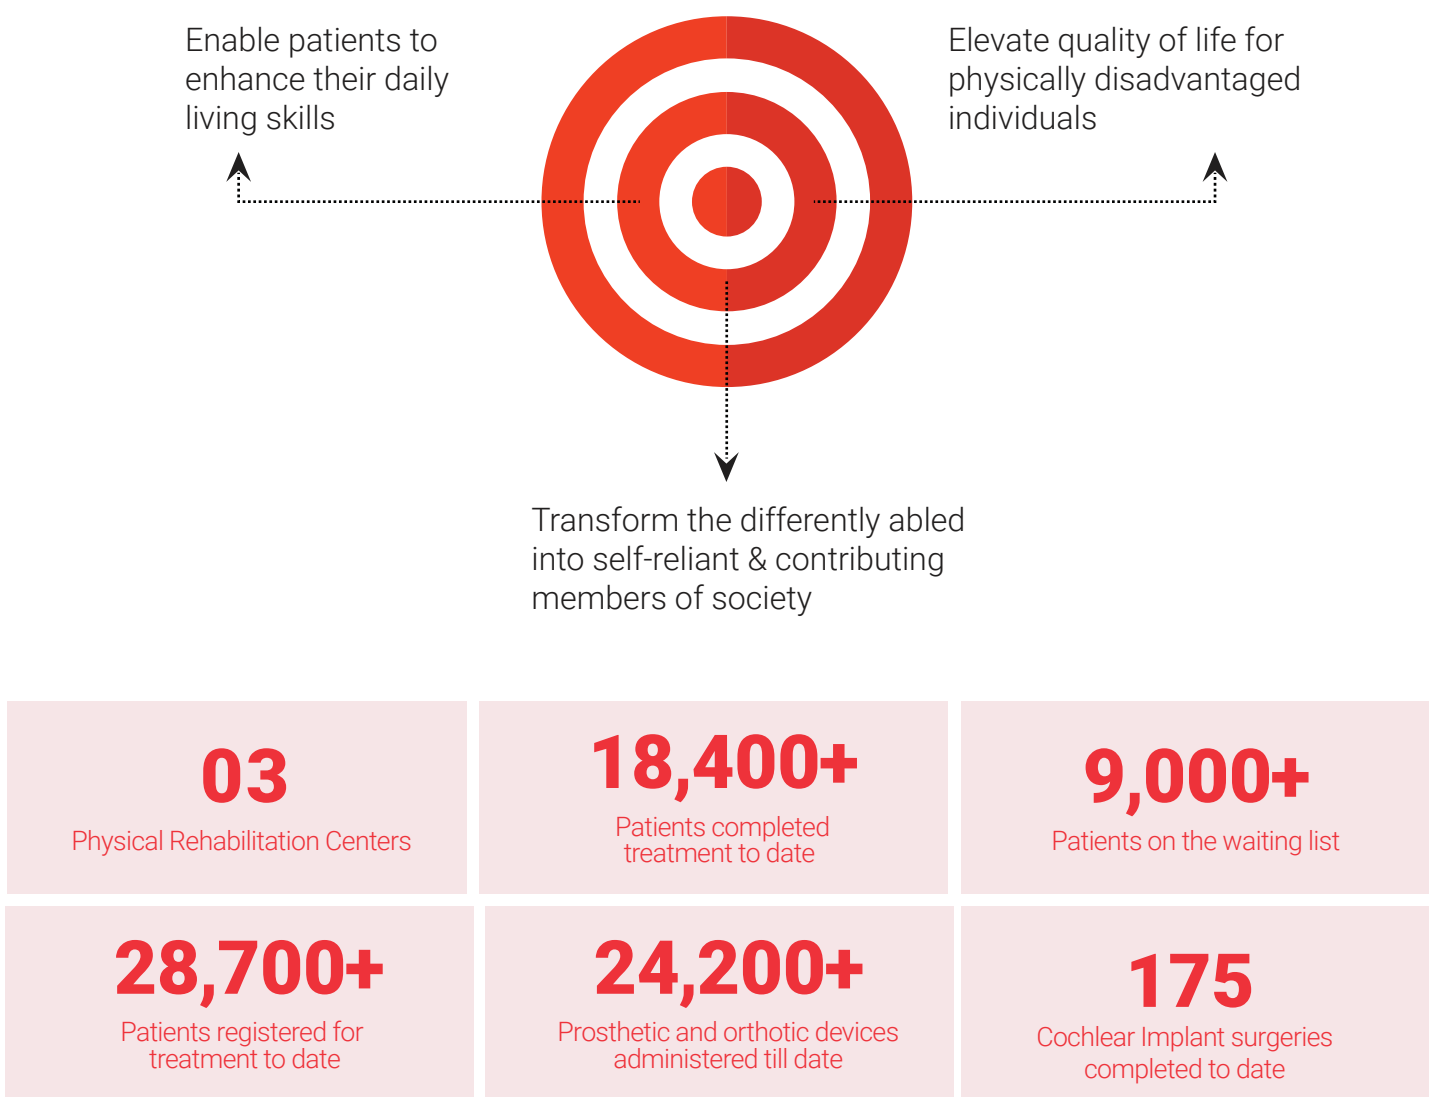 Enable patients to
enhance their daily
living skills
Elevate quality of life for
physically disadvantaged
individuals
Transform the differently abled
into self-reliant & contributing
members of society
03
Physical Rehabilitation Centers
18,400+
Patients completed
treatment to date
9,000+
Patients on the waiting list
28,700+
Patients registered for
treatment to date
24,200+
Prosthetic and orthotic devices
administered till date
175
Cochlear Implant surgeries
completed to date